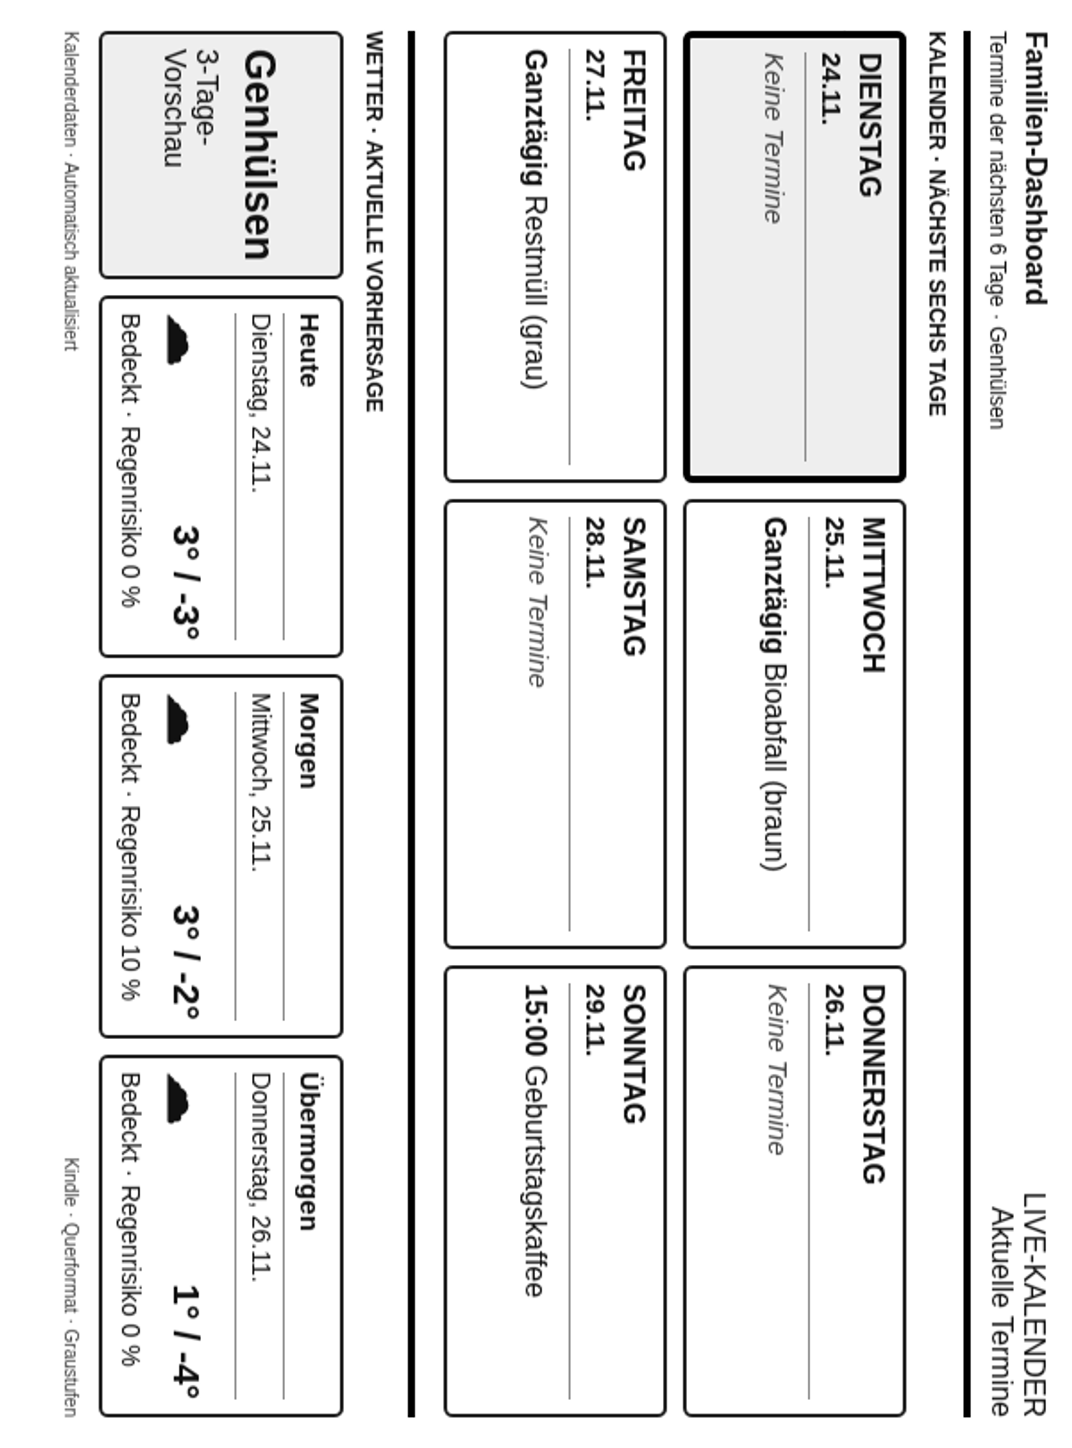 Familien-Dashboard
Termine der nächsten 6 Tage · Genhülsen
LIVE-KALENDER
Aktuelle Termine
KALENDER · NÄCHSTE SECHS TAGE
DIENSTAG
24.11.
Keine Termine
MITTWOCH
25.11.
Ganztägig Bioabfall (braun)
DONNERSTAG
26.11.
Keine Termine
FREITAG
27.11.
Ganztägig Restmüll (grau)
SAMSTAG
28.11.
Keine Termine
SONNTAG
29.11.
15:00 Geburtstagskaffee
WETTER · AKTUELLE VORHERSAGE
Genhülsen
3-Tage-
Vorschau
Heute
Dienstag, 24.11.
3° / -3°
Bedeckt · Regenrisiko 0 %
Morgen
Mittwoch, 25.11.
3° / -2°
Bedeckt · Regenrisiko 10 %
Übermorgen
Donnerstag, 26.11.
1° / -4°
Bedeckt · Regenrisiko 0 %
Kalenderdaten · Automatisch aktualisiert
Kindle · Querformat · Graustufen